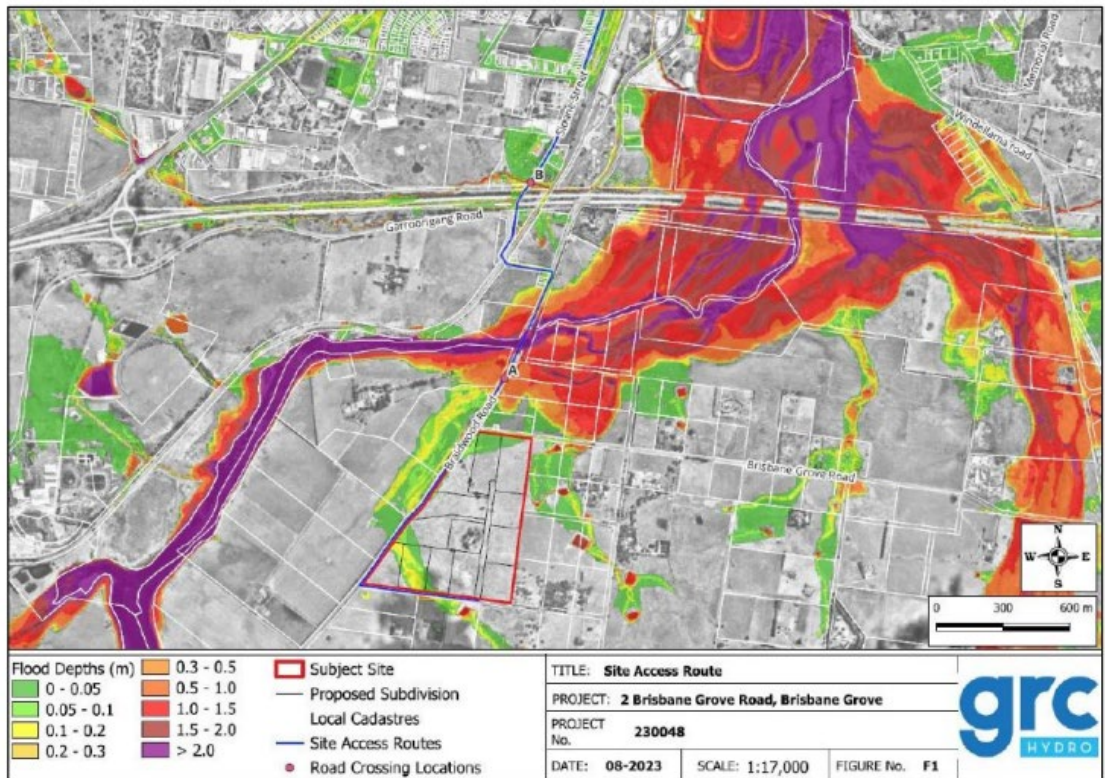 Sloane Street
Memorial Road
Windellama road
B
Garroorigang Road
A
Braidwood Road
Brisbane Grove Road
N
W E
S
0 300 600 m
Flood Depths (m)
0 - 0.05
0.05 - 0.1
0.1 - 0.2
0.2 - 0.3
0.3 - 0.5
0.5 - 1.0
1.0 - 1.5
1.5 - 2.0
> 2.0
Subject Site
Proposed Subdivision
Local Cadastres
Site Access Routes
Road Crossing Locations
TITLE: Site Access Route
PROJECT: 2 Brisbane Grove Road, Brisbane Grove
PROJECT No. 230048
DATE: 08-2023 SCALE: 1:17,000 FIGURE No. F1
grc
HYDRO